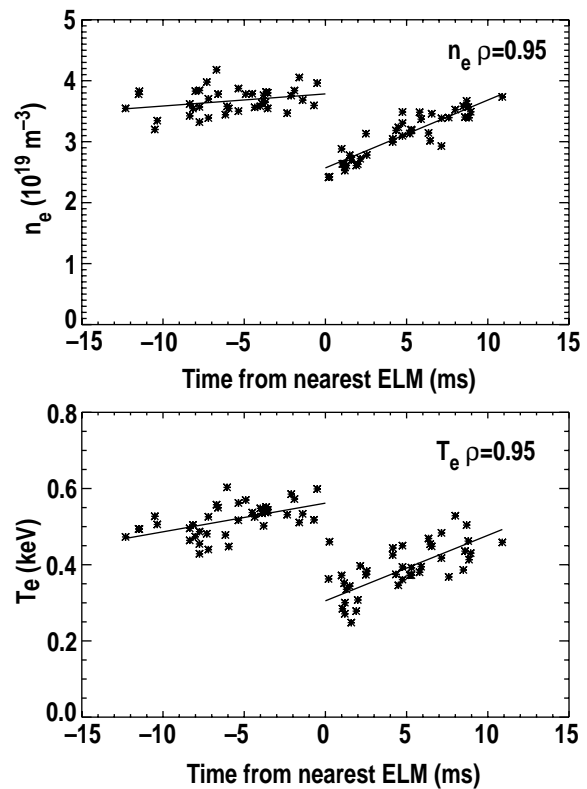 5
4
3
2
1
0
n_e (10^19 m^–3)
n_e ρ=0.95
–15 –10 –5 0 5 10 15
Time from nearest ELM (ms)
0.8
0.6
0.4
0.2
0.0
T_e (keV)
T_e ρ=0.95
–15 –10 –5 0 5 10 15
Time from nearest ELM (ms)